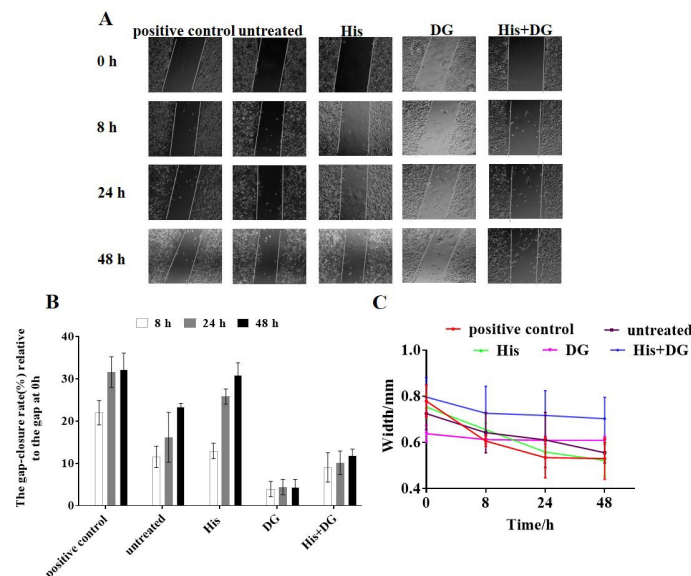 A
positive control untreated His DG His+DG
0 h
8 h
24 h
48 h
B
8 h 24 h 48 h
The gap-closure rate(%) relative
to the gap at 0h
40
30
20
10
0
positive control
untreated
His
DG
His+DG
C
positive control untreated
His DG His+DG
Width/mm
1.0
0.8
0.6
0.4
0 8 24 48
Time/h